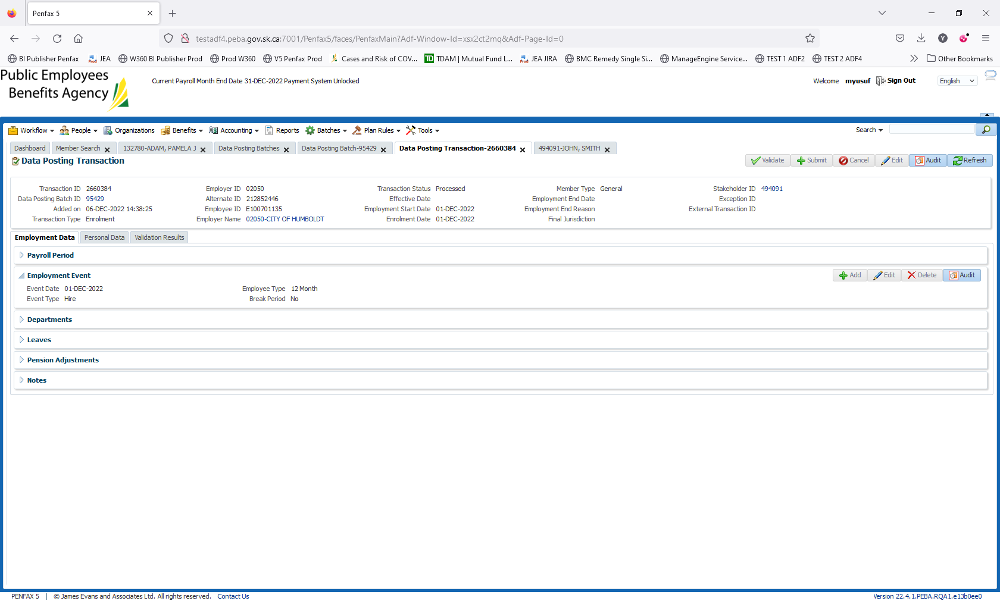 Penfax 5
testadf4.peba.gov.sk.ca:7001/Penfax5/faces/PenfaxMain?Adf-Window-Id=xsx2ct2mq&Adf-Page-Id=0
Y
BI Publisher Penfax JEA W360 BI Publisher Prod Prod W360 V5 Penfax Prod Cases and Risk of COV... TDAM | Mutual Fund L... JEA JIRA BMC Remedy Single Si... ManageEngine Service... TEST 1 ADF2 TEST 2 ADF4 Other Bookmarks
Public Employees
Benefits Agency
Current Payroll Month End Date 31-DEC-2022 Payment System Unlocked
Welcome myusuf Sign Out English
Workflow People Organizations Benefits Accounting Reports Batches Plan Rules Tools Search
Dashboard Member Search 132780-ADAM, PAMELA J Data Posting Batches Data Posting Batch-95429 Data Posting Transaction-2660384 494091-JOHN, SMITH
Data Posting Transaction
Validate Submit Cancel Edit Audit Refresh
Transaction ID 2660384 Employer ID 02050 Transaction Status Processed Member Type General Stakeholder ID 494091
Data Posting Batch ID 95429 Alternate ID 212852446 Effective Date Employment End Date Exception ID
Added on 06-DEC-2022 14:38:25 Employee ID E100701135 Employment Start Date 01-DEC-2022 Employment End Reason External Transaction ID
Transaction Type Enrolment Employer Name 02050-CITY OF HUMBOLDT Enrolment Date 01-DEC-2022 Final Jurisdiction
Employment Data Personal Data Validation Results
Payroll Period
Employment Event Add Edit Delete Audit
Event Date 01-DEC-2022 Employee Type 12 Month
Event Type Hire Break Period No
Departments
Leaves
Pension Adjustments
Notes
PENFAX 5 | © James Evans and Associates Ltd. All rights reserved. Contact Us Version 22.4.1.PEBA.RQA1.e13b0ee0